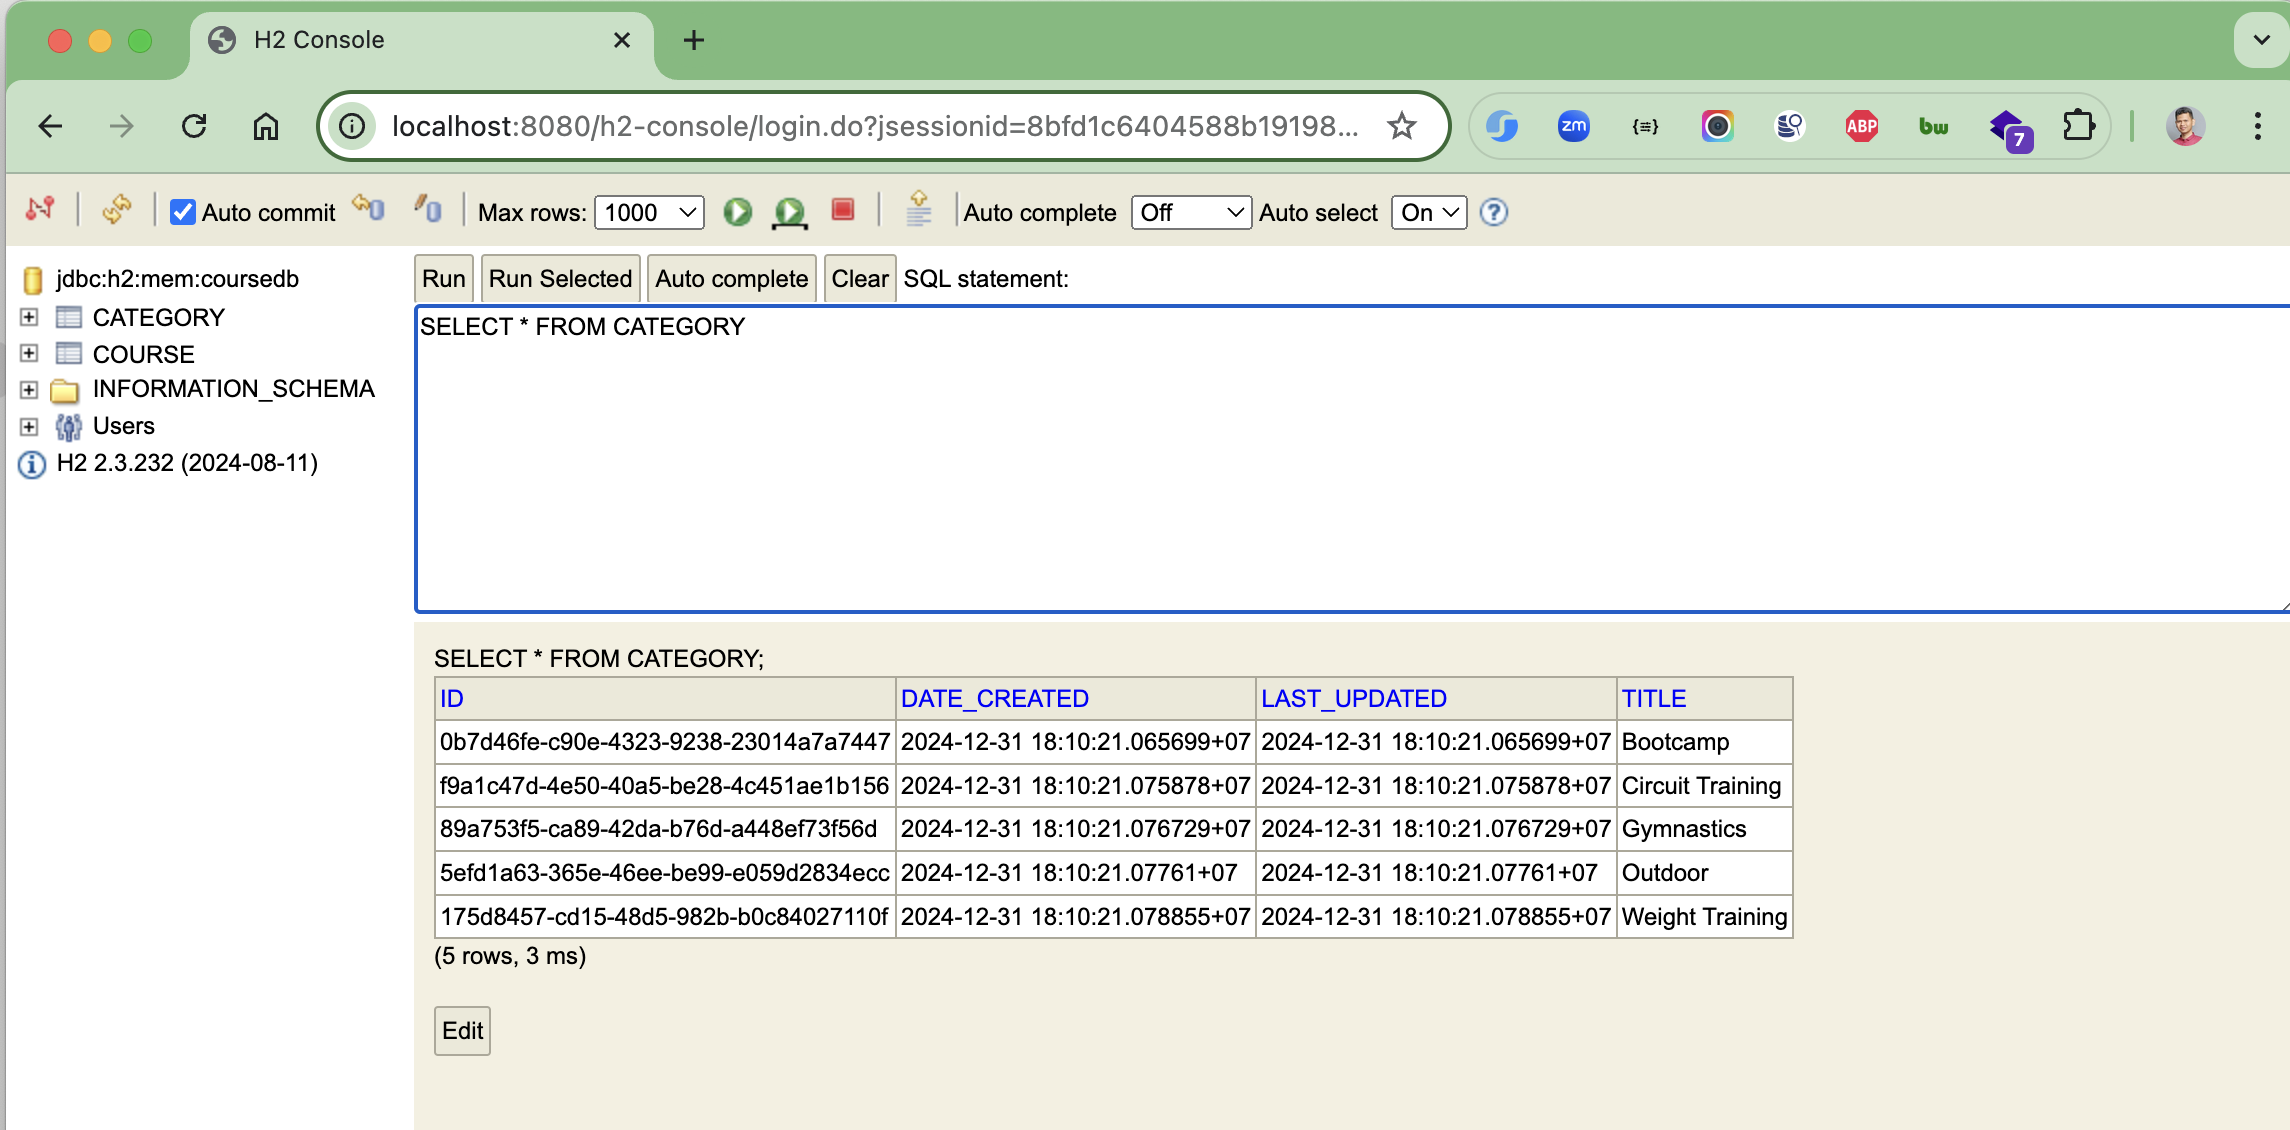 H2 Console
localhost:8080/h2-console/login.do?jsessionid=8bfd1c6404588b19198...
zm
{≡}
ABP
bw
7
Auto commit
Max rows: 1000
Auto complete Off
Auto select On
?
jdbc:h2:mem:coursedb
CATEGORY
COURSE
INFORMATION_SCHEMA
Users
H2 2.3.232 (2024-08-11)
Run Run Selected Auto complete Clear SQL statement:
SELECT * FROM CATEGORY
SELECT * FROM CATEGORY;
ID DATE_CREATED LAST_UPDATED TITLE
0b7d46fe-c90e-4323-9238-23014a7a7447 2024-12-31 18:10:21.065699+07 2024-12-31 18:10:21.065699+07 Bootcamp
f9a1c47d-4e50-40a5-be28-4c451ae1b156 2024-12-31 18:10:21.075878+07 2024-12-31 18:10:21.075878+07 Circuit Training
89a753f5-ca89-42da-b76d-a448ef73f56d 2024-12-31 18:10:21.076729+07 2024-12-31 18:10:21.076729+07 Gymnastics
5efd1a63-365e-46ee-be99-e059d2834ecc 2024-12-31 18:10:21.07761+07 2024-12-31 18:10:21.07761+07 Outdoor
175d8457-cd15-48d5-982b-b0c84027110f 2024-12-31 18:10:21.078855+07 2024-12-31 18:10:21.078855+07 Weight Training
(5 rows, 3 ms)
Edit